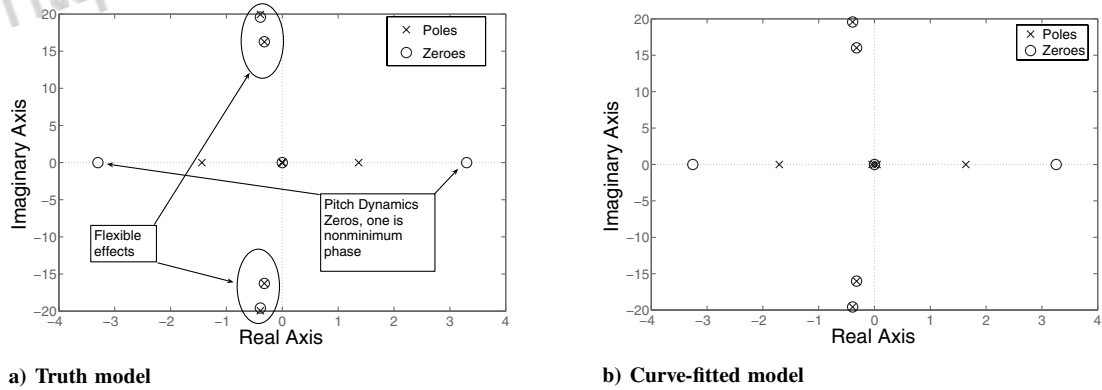 20
15
10
5
0
−5
−10
−15
−20
−4
−3
−2
−1
0
1
2
3
4
Imaginary Axis
Real Axis
Poles
Zeroes
Flexible
effects
Pitch Dynamics
Zeros, one is
nonminimum
phase
a) Truth model
20
15
10
5
0
−5
−10
−15
−20
−4
−3
−2
−1
0
1
2
3
4
Imaginary Axis
Real Axis
Poles
Zeroes
b) Curve-fitted model